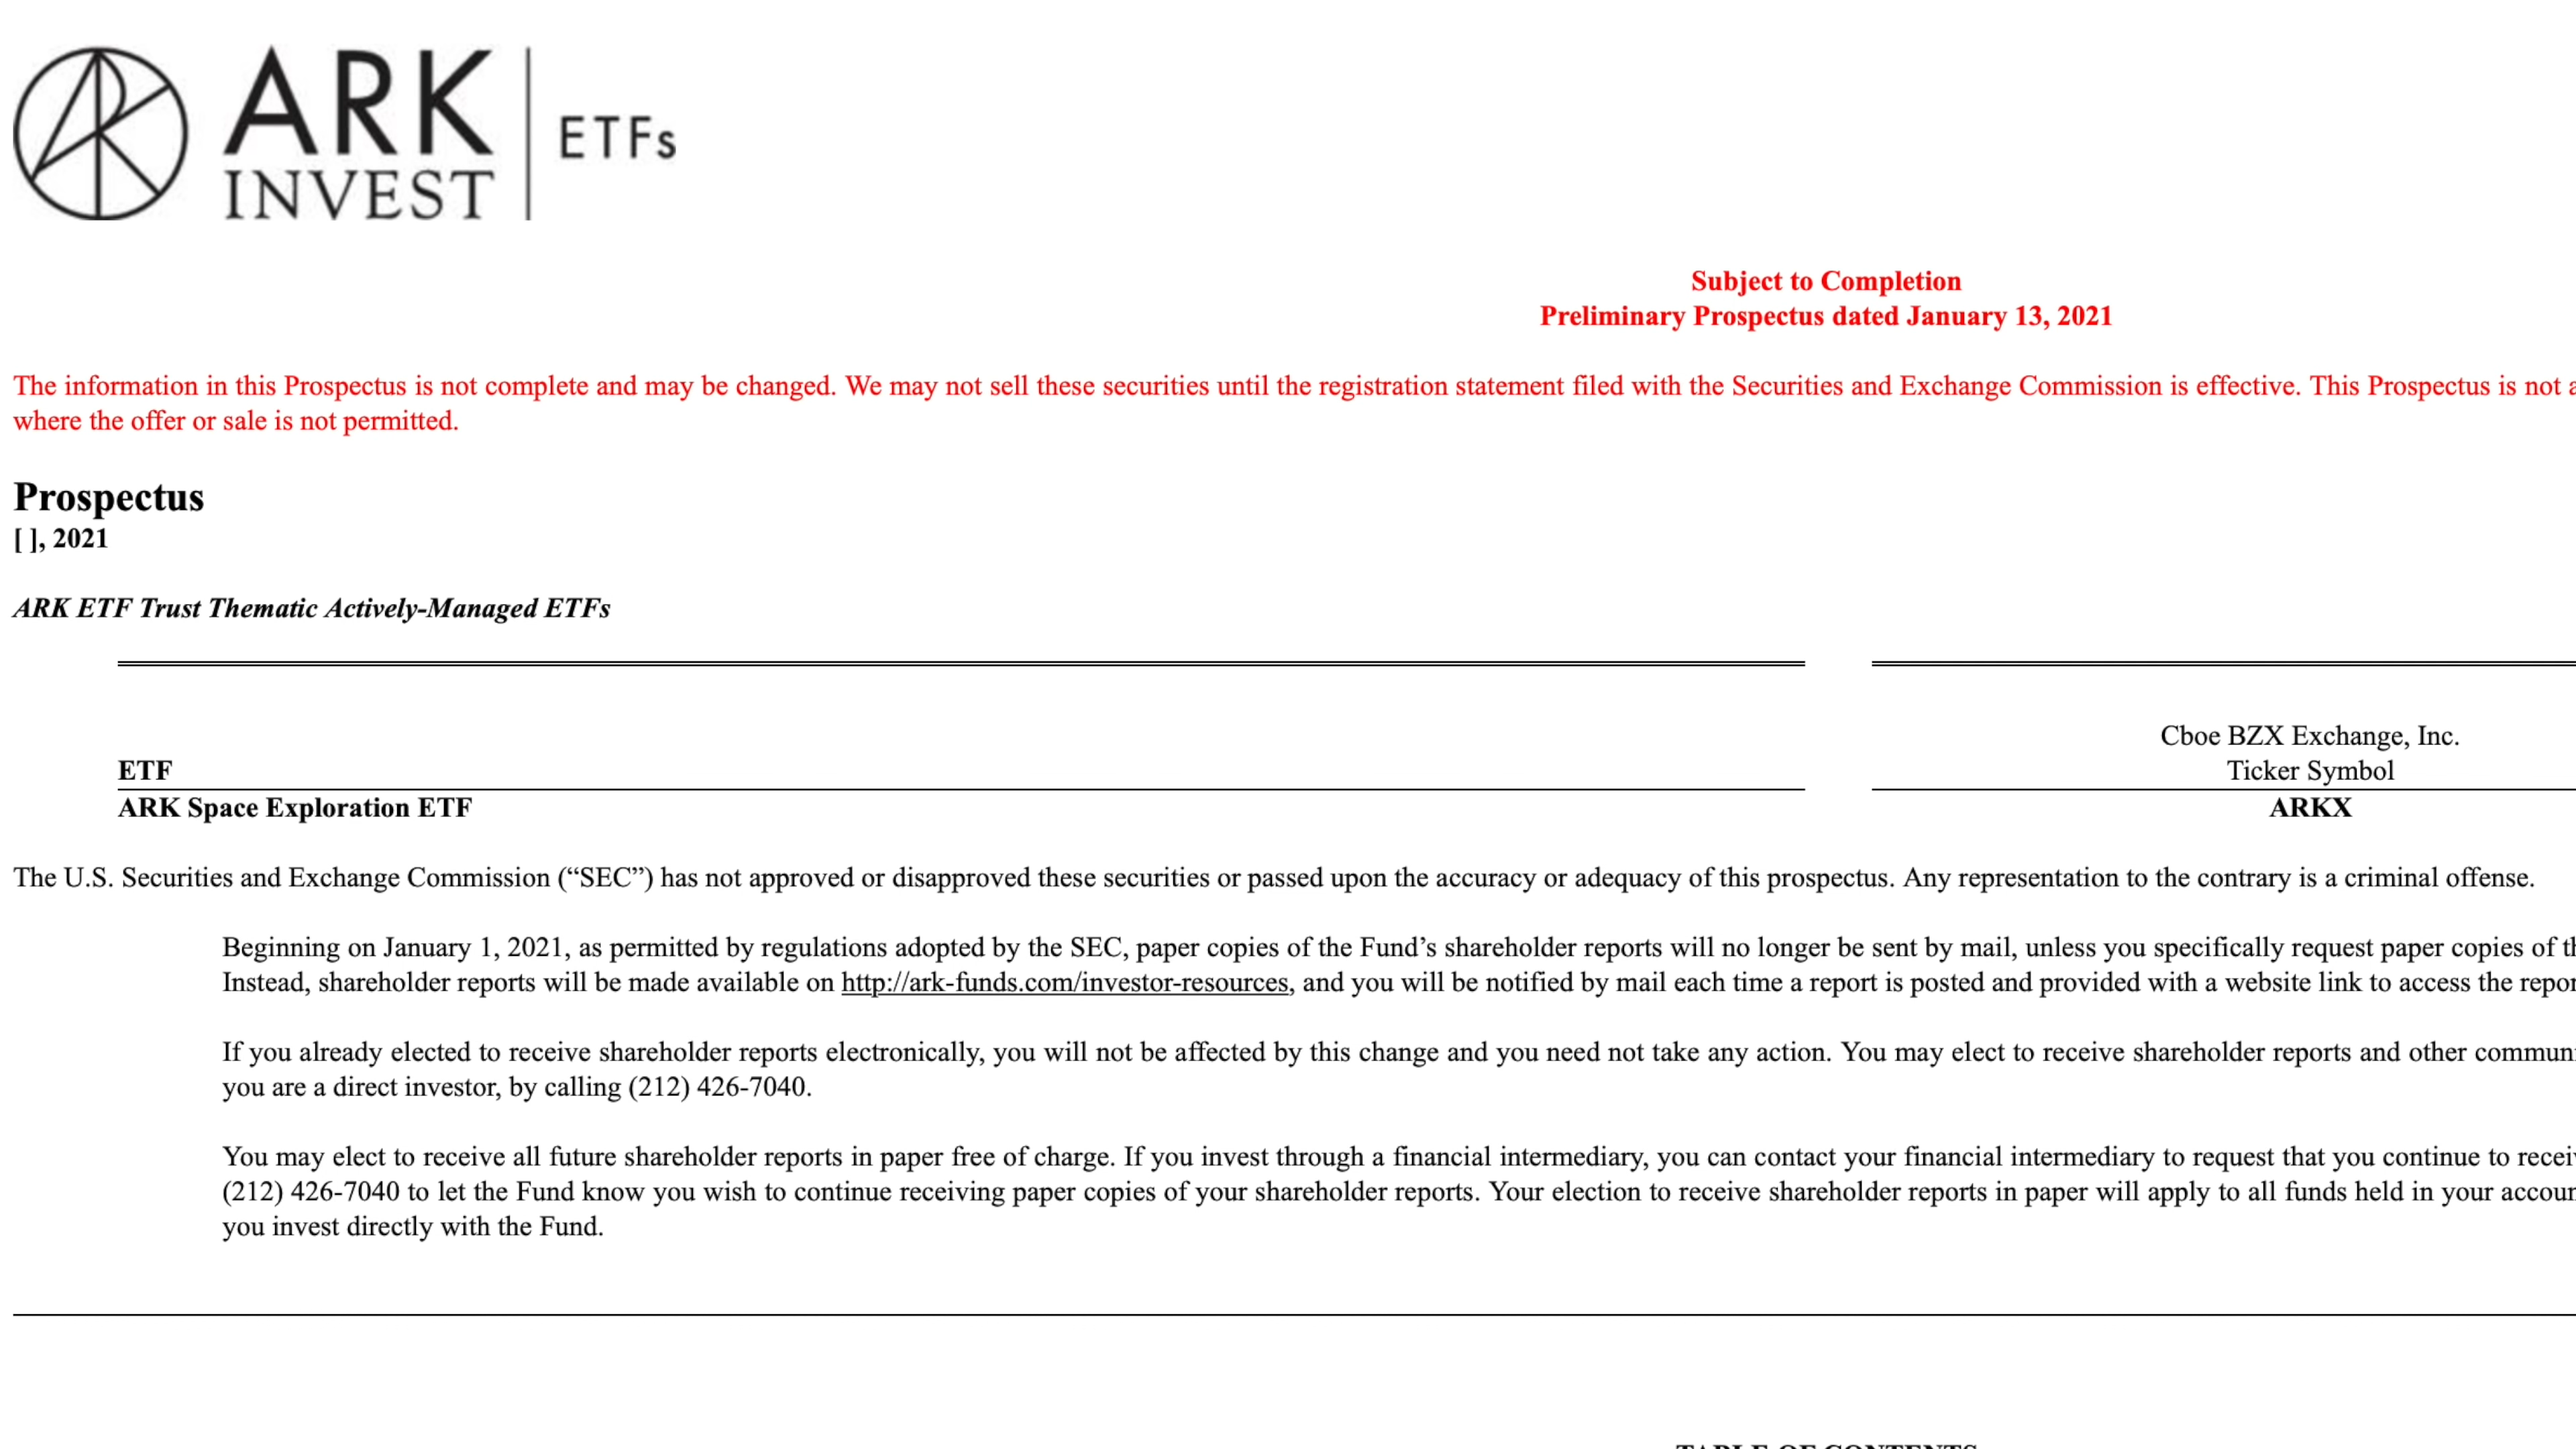 ARK
INVEST
ETFs
Subject to Completion
Preliminary Prospectus dated January 13, 2021
The information in this Prospectus is not complete and may be changed. We may not sell these securities until the registration statement filed with the Securities and Exchange Commission is effective. This Prospectus is not
where the offer or sale is not permitted.
Prospectus
[ ], 2021
ARK ETF Trust Thematic Actively-Managed ETFs
Cboe BZX Exchange, Inc.
ETF Ticker Symbol
ARK Space Exploration ETF ARKX
The U.S. Securities and Exchange Commission (“SEC”) has not approved or disapproved these securities or passed upon the accuracy or adequacy of this prospectus. Any representation to the contrary is a criminal offense.
Beginning on January 1, 2021, as permitted by regulations adopted by the SEC, paper copies of the Fund’s shareholder reports will no longer be sent by mail, unless you specifically request paper copies of
Instead, shareholder reports will be made available on http://ark-funds.com/investor-resources, and you will be notified by mail each time a report is posted and provided with a website link to access the
If you already elected to receive shareholder reports electronically, you will not be affected by this change and you need not take any action. You may elect to receive shareholder reports and other
you are a direct investor, by calling (212) 426-7040.
You may elect to receive all future shareholder reports in paper free of charge. If you invest through a financial intermediary, you can contact your financial intermediary to request that you continue to
(212) 426-7040 to let the Fund know you wish to continue receiving paper copies of your shareholder reports. Your election to receive shareholder reports in paper will apply to all funds held in your
you invest directly with the Fund.